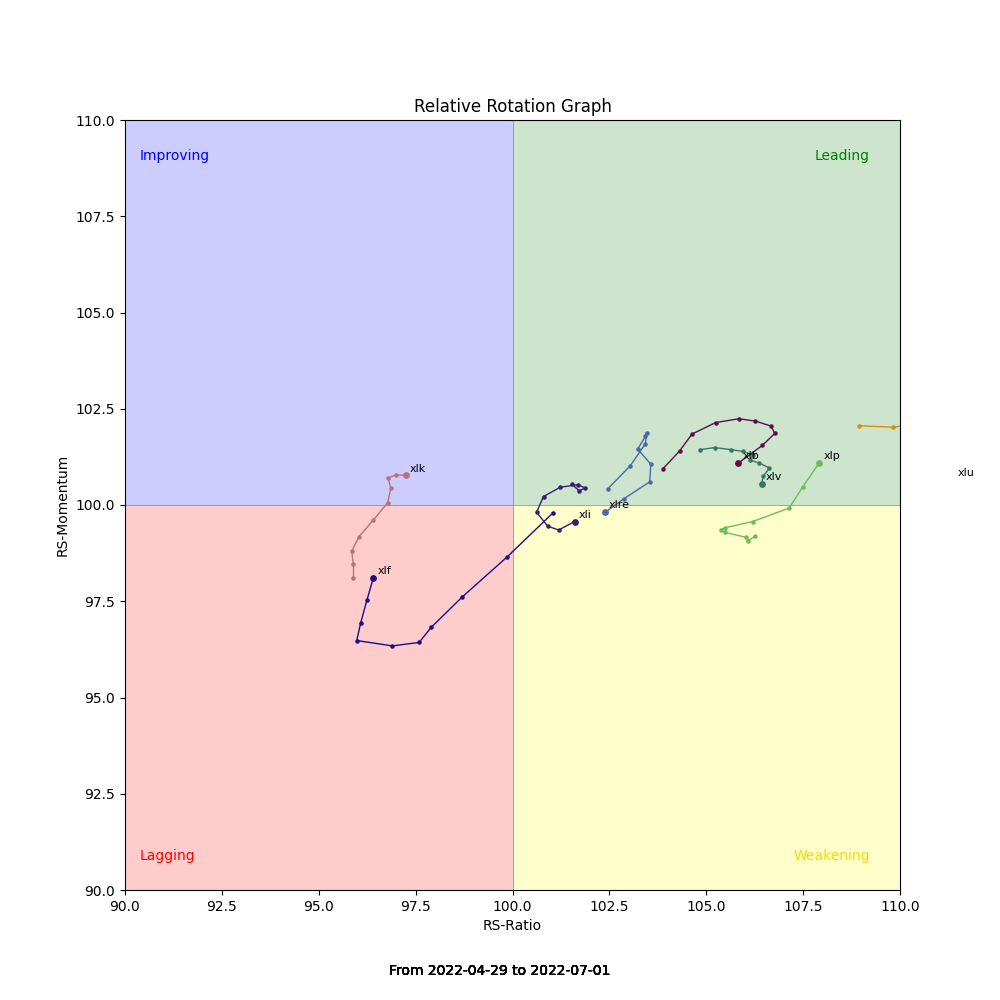 Relative Rotation Graph
110.0
Improving
Leading
107.5
105.0
102.5
xlk
xlb
xlp
xlu
xlv
100.0
xlre
xli
RS-Momentum
xlf
97.5
95.0
92.5
Lagging
Weakening
90.0
90.0 92.5 95.0 97.5 100.0 102.5 105.0 107.5 110.0
RS-Ratio
From 2022-04-29 to 2022-07-01